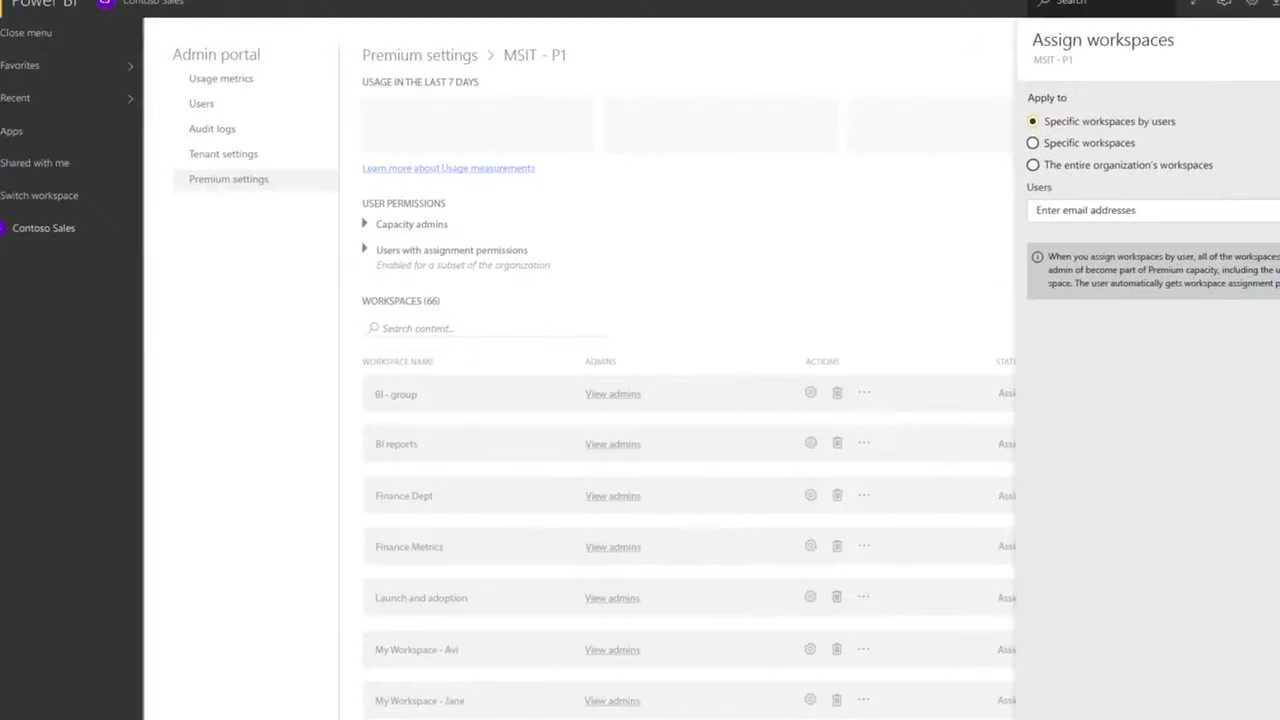 Power BI
Contoso Sales
Search
Close menu
Favorites
Recent
Apps
Shared with me
Switch workspace
Contoso Sales
Admin portal
Usage metrics
Users
Audit logs
Tenant settings
Premium settings
Premium settings > MSIT - P1
USAGE IN THE LAST 7 DAYS
Learn more about Usage measurements
USER PERMISSIONS
Capacity admins
Users with assignment permissions
Enabled for a subset of the organization
WORKSPACES (66)
Search content...
WORKSPACE NAME ADMINS ACTIONS
BI - group View admins
BI reports View admins
Finance Dept View admins
Finance Metrics View admins
Launch and adoption View admins
My Workspace - Avi View admins
My Workspace - Jane View admins
Assign workspaces
MSIT - P1
Apply to
Specific workspaces by users
Specific workspaces
The entire organization's workspaces
Users
Enter email addresses
When you assign workspaces by user, all of the workspaces
admin of become part of Premium capacity, including the
space. The user automatically gets workspace assignment